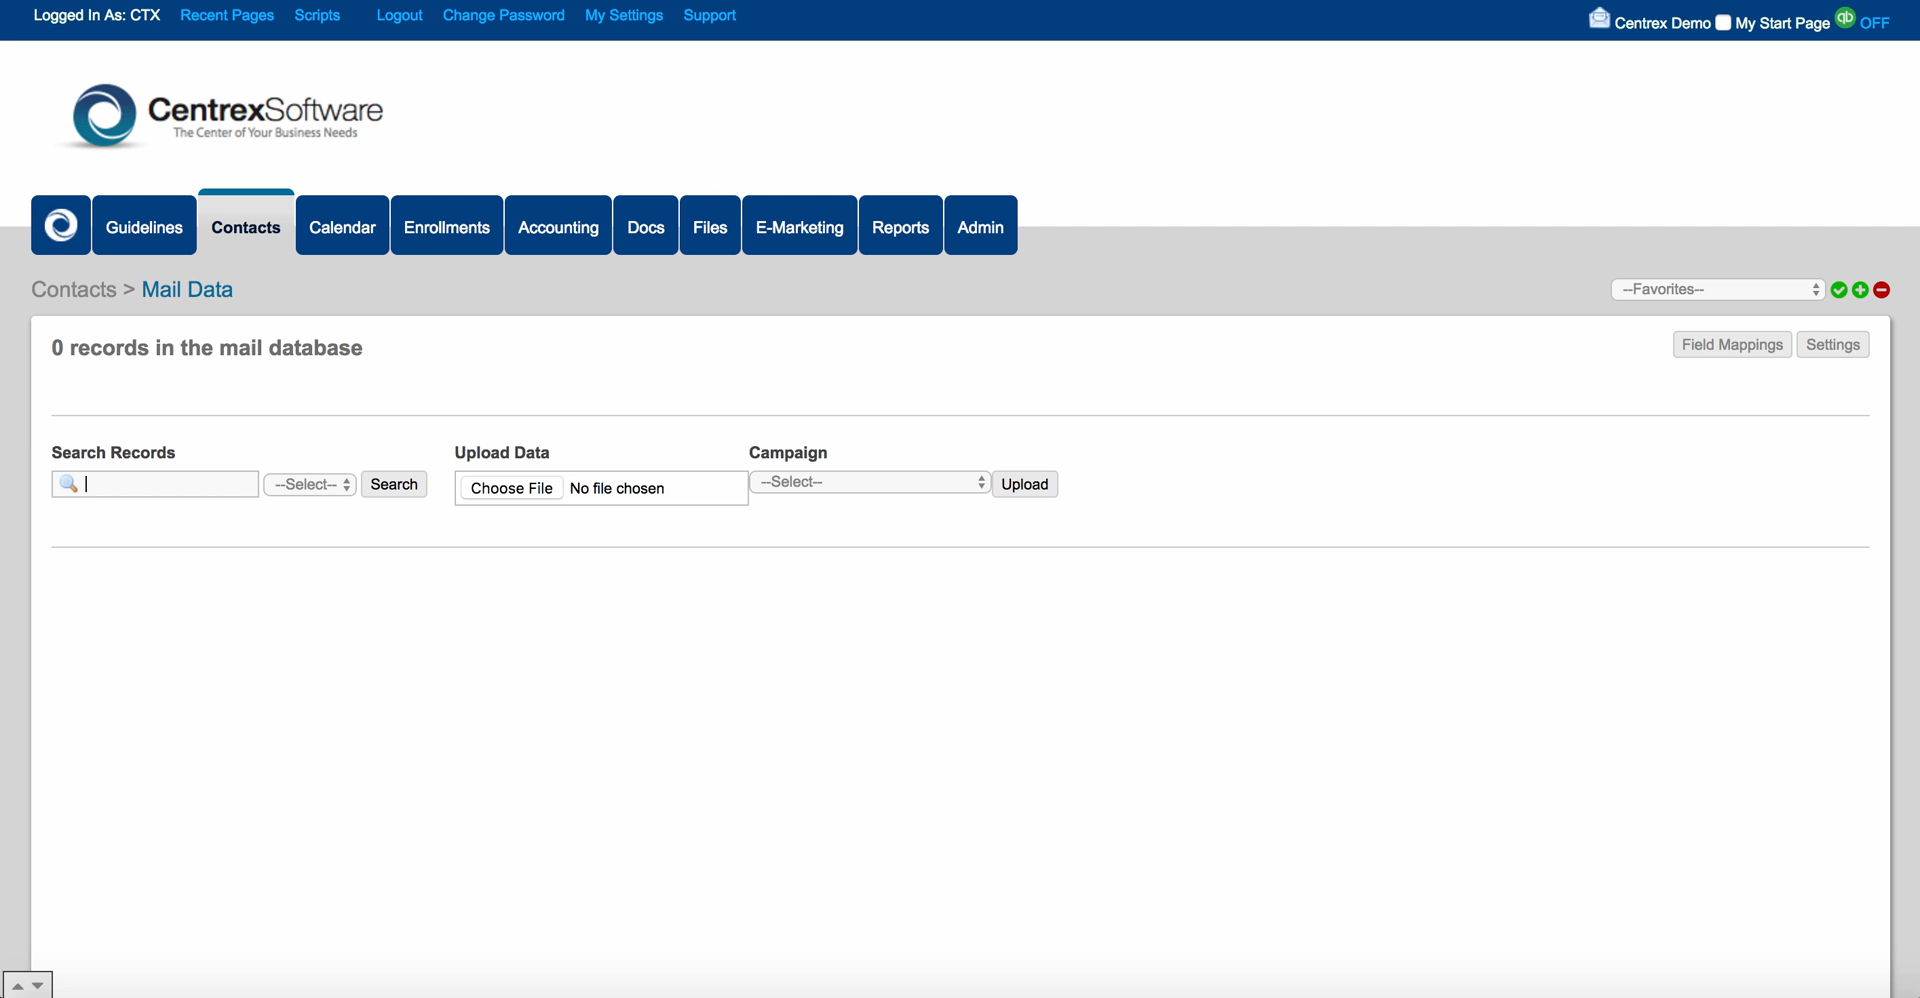 Logged In As: CTX Recent Pages Scripts Logout Change Password My Settings Support
Centrex Demo My Start Page qb OFF
CentrexSoftware
The Center of Your Business Needs
Guidelines Contacts Calendar Enrollments Accounting Docs Files E-Marketing Reports Admin
Contacts > Mail Data
--Favorites--
0 records in the mail database
Field Mappings Settings
Search Records Upload Data Campaign
--Select-- Search Choose File No file chosen --Select-- Upload